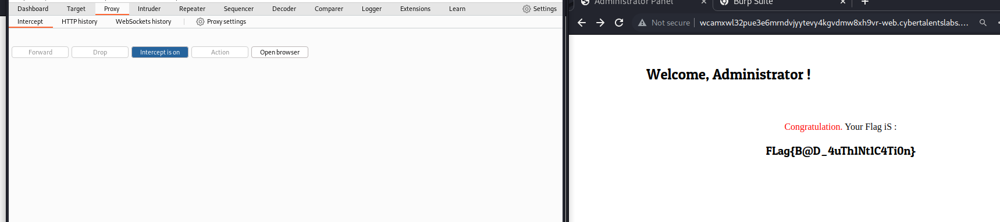 Dashboard Target Proxy Intruder Repeater Sequencer Decoder Comparer Logger Extensions Learn Settings
Intercept HTTP history WebSockets history Proxy settings
Forward Drop Intercept is on Action Open browser
Administrator Panel Burp Suite
Not secure wcamxwl32pue3e6mrndvjyytevy4kgvdmw8xh9vr-web.cybertalentslabs....
Welcome, Administrator !
Congratulation. Your Flag iS :
FLag{B@D_4uTh1Nt1C4Ti0n}